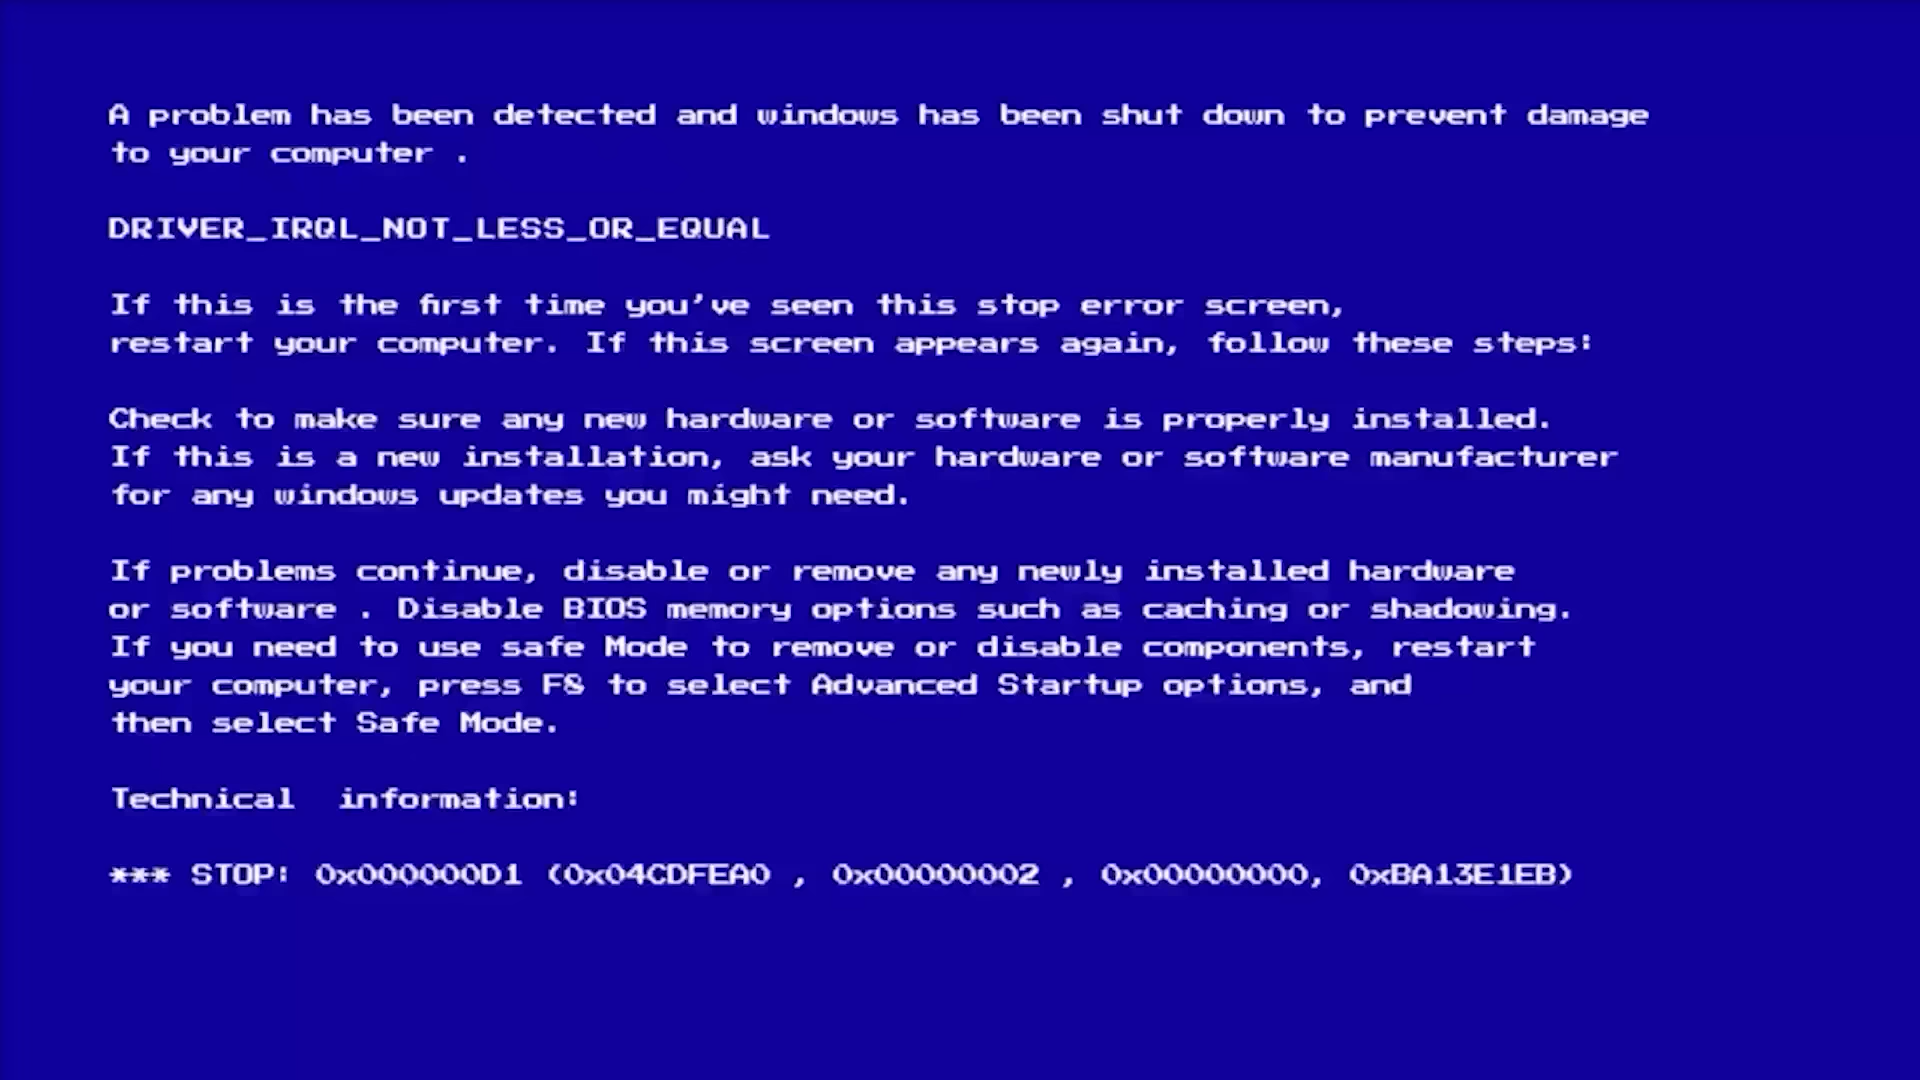 A problem has been detected and windows has been shut down to prevent damage
to your computer .
DRIVER_IRQL_NOT_LESS_OR_EQUAL
If this is the first time you've seen this stop error screen,
restart your computer. If this screen appears again, follow these steps:
Check to make sure any new hardware or software is properly installed.
If this is a new installation, ask your hardware or software manufacturer
for any windows updates you might need.
If problems continue, disable or remove any newly installed hardware
or software . Disable BIOS memory options such as caching or shadowing.
If you need to use safe Mode to remove or disable components, restart
your computer, press F8 to select Advanced Startup options, and
then select Safe Mode.
Technical  information:
*** STOP: 0x000000D1 (0x04CDFEA0 , 0x00000002 , 0x00000000, 0xBA13E1EB)